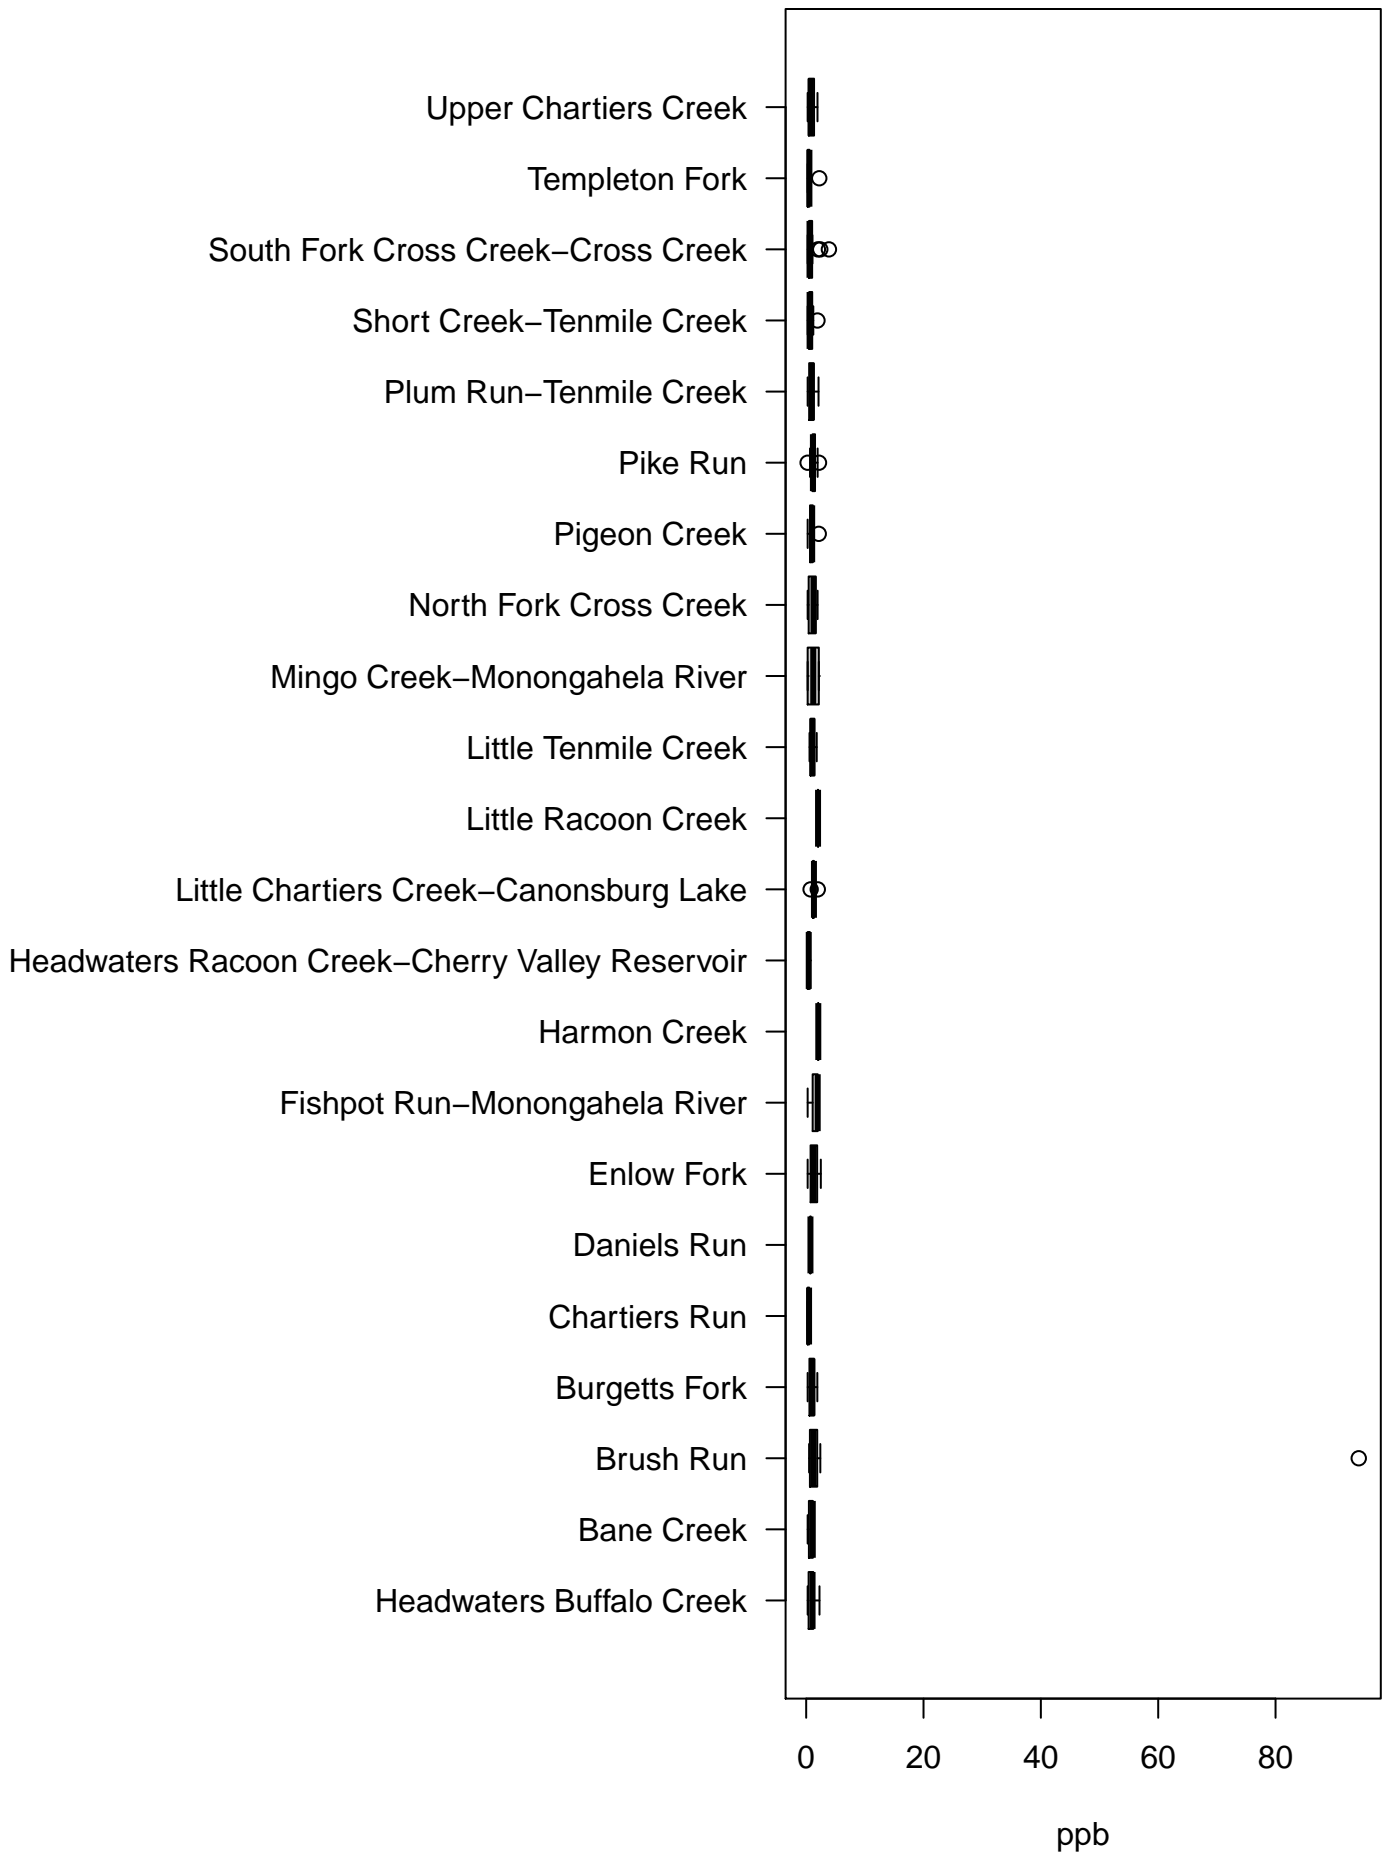 Upper Chartiers Creek
Templeton Fork
South Fork Cross Creek−Cross Creek
Short Creek−Tenmile Creek
Plum Run−Tenmile Creek
Pike Run
Pigeon Creek
North Fork Cross Creek
Mingo Creek−Monongahela River
Little Tenmile Creek
Little Racoon Creek
Little Chartiers Creek−Canonsburg Lake
Headwaters Racoon Creek−Cherry Valley Reservoir
Harmon Creek
Fishpot Run−Monongahela River
Enlow Fork
Daniels Run
Chartiers Run
Burgetts Fork
Brush Run
Bane Creek
Headwaters Buffalo Creek
0 20 40 60 80
ppb